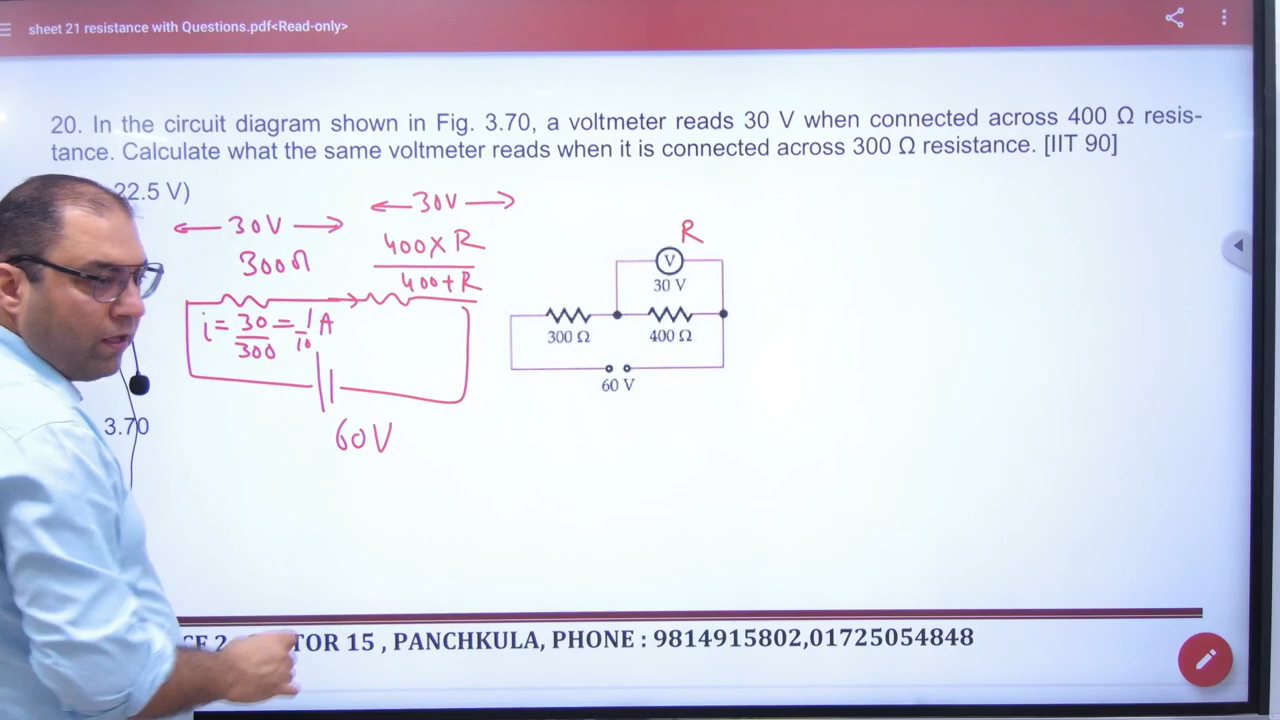 sheet 21 resistance with Questions.pdf<Read-only>
20. In the circuit diagram shown in Fig. 3.70, a voltmeter reads 30 V when connected across 400 Ω resis-
tance. Calculate what the same voltmeter reads when it is connected across 300 Ω resistance. [IIT 90]
22.5 V)
30V
30V
300Ω
400×R
400+R
i = 30/300 = 1/10 A
60V
R
V
30 V
300 Ω
400 Ω
60 V
3.70
TOR 15 , PANCHKULA, PHONE : 9814915802,01725054848